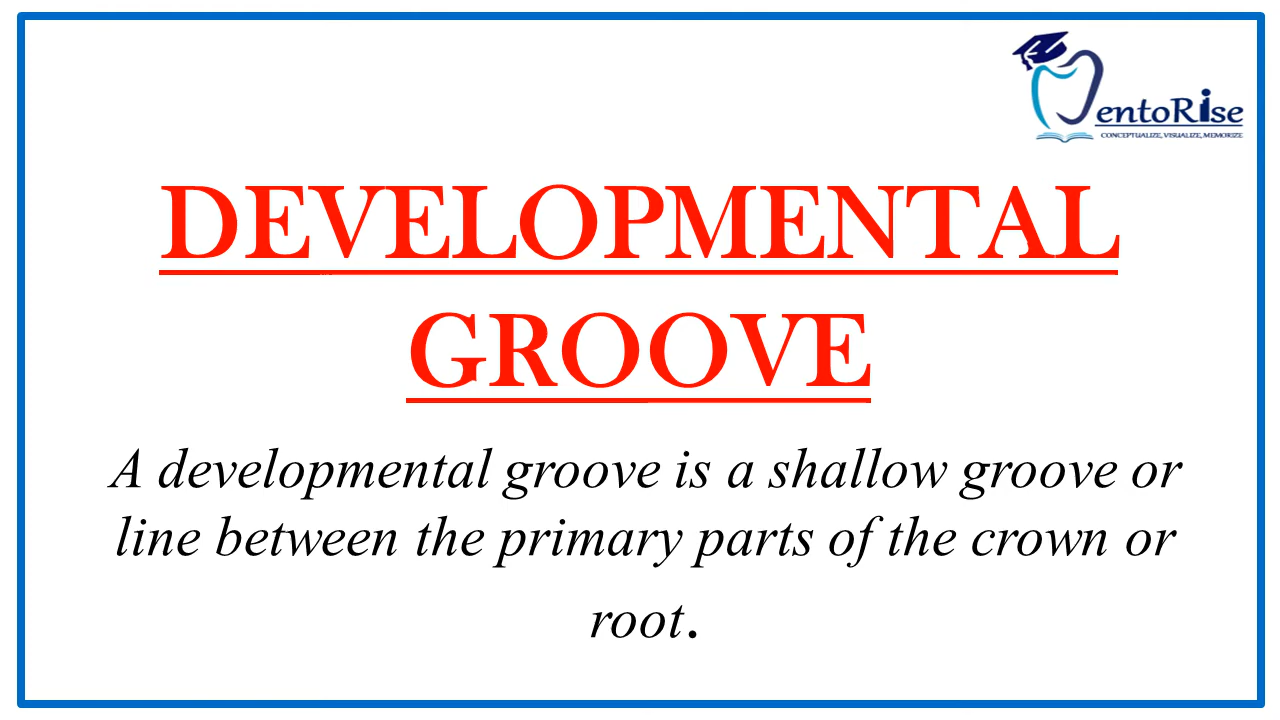 entoRise
CONCEPTUALIZE, VISUALIZE, MEMORIZE
DEVELOPMENTAL
GROOVE
A developmental groove is a shallow groove or
line between the primary parts of the crown or
root.